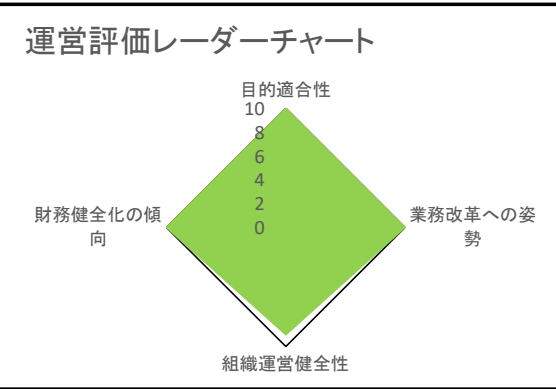 運営評価レーダーチャート
目的適合性
10
8
6
4
2
0
財務健全化の傾
向
業務改革への姿
勢
組織運営健全性